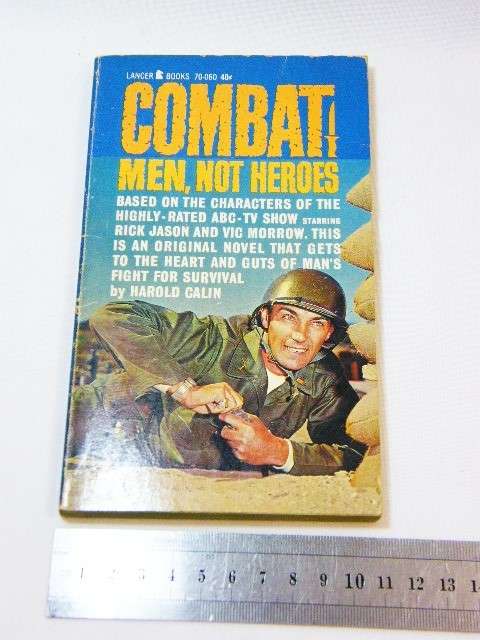 LANCER BOOKS 70-060 40¢
COMBAT!
MEN, NOT HEROES
BASED ON THE CHARACTERS OF THE
HIGHLY-RATED ABC-TV SHOW STARRING
RICK JASON AND VIC MORROW. THIS
IS AN ORIGINAL NOVEL THAT GETS
TO THE HEART AND GUTS OF MAN'S
FIGHT FOR SURVIVAL
by HAROLD CALIN
1 2 3 4 5 6 7 8 9 10 11 12 13 14